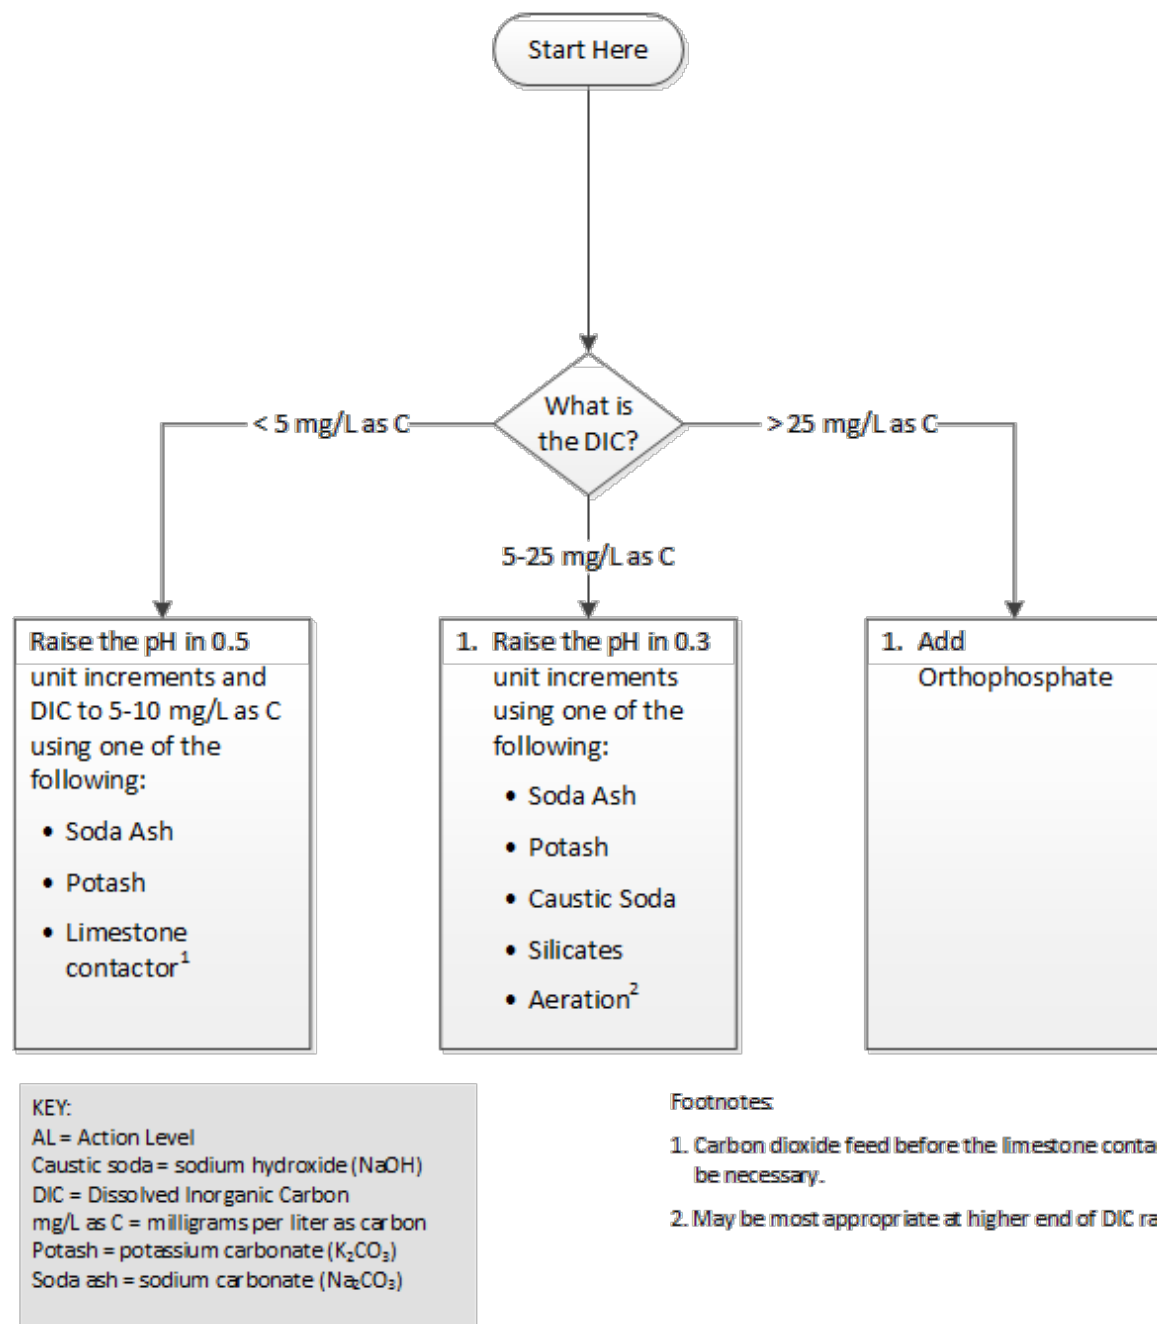 Start Here
What is
the DIC?
< 5 mg/L as C
> 25 mg/L as C
5-25 mg/L as C
Raise the pH in 0.5
unit increments and
DIC to 5-10 mg/L as C
using one of the
following:
• Soda Ash
• Potash
• Limestone
contactor¹
1. Raise the pH in 0.3
unit increments
using one of the
following:
• Soda Ash
• Potash
• Caustic Soda
• Silicates
• Aeration²
1. Add
Orthophosphate
KEY:
AL = Action Level
Caustic soda = sodium hydroxide (NaOH)
DIC = Dissolved Inorganic Carbon
mg/L as C = milligrams per liter as carbon
Potash = potassium carbonate (K₂CO₃)
Soda ash = sodium carbonate (Na₂CO₃)
Footnotes:
1. Carbon dioxide feed before the limestone
be necessary.
2. May be most appropriate at higher end of DIC